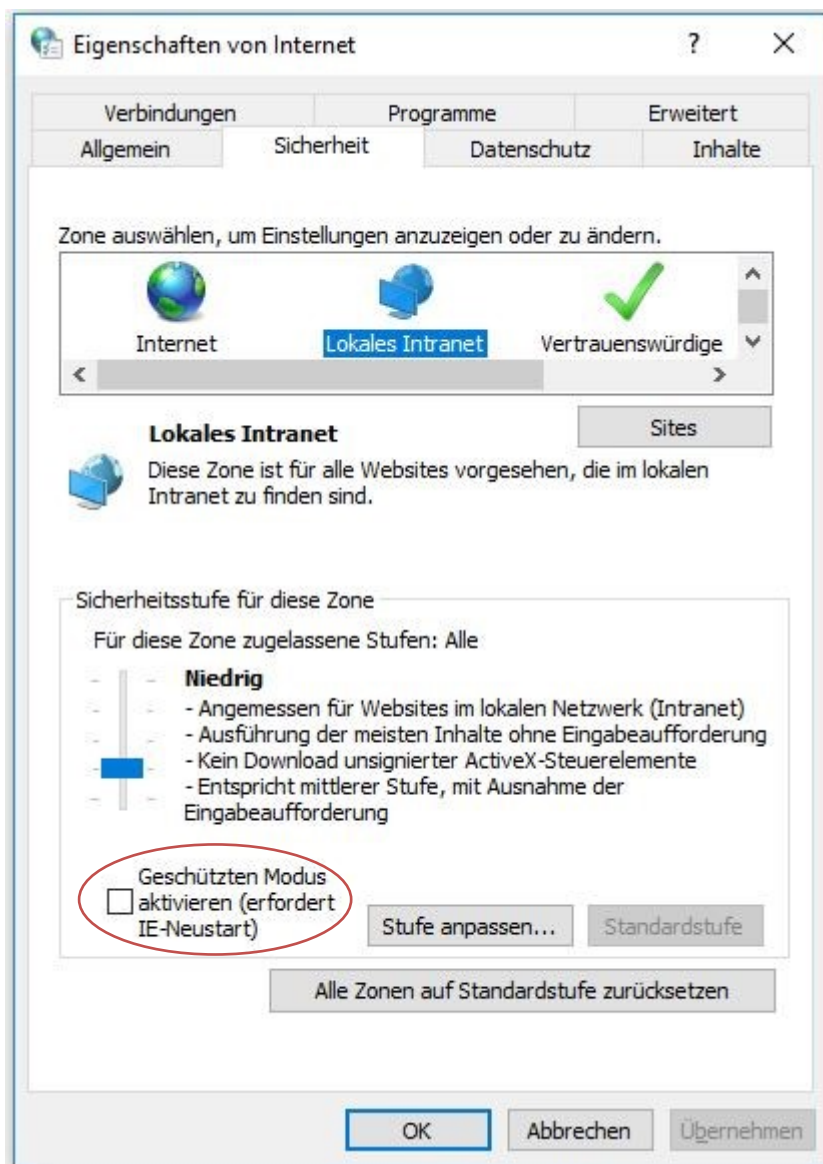 Eigenschaften von Internet
?
Verbindungen
Programme
Erweitert
Allgemein
Sicherheit
Datenschutz
Inhalte
Zone auswählen, um Einstellungen anzuzeigen oder zu ändern.
Internet
Lokales Intranet
Vertrauenswürdige
Lokales Intranet
Sites
Diese Zone ist für alle Websites vorgesehen, die im lokalen
Intranet zu finden sind.
Sicherheitsstufe für diese Zone
Für diese Zone zugelassene Stufen: Alle
Niedrig
- Angemessen für Websites im lokalen Netzwerk (Intranet)
- Ausführung der meisten Inhalte ohne Eingabeaufforderung
- Kein Download unsignierter ActiveX-Steuerelemente
- Entspricht mittlerer Stufe, mit Ausnahme der
Eingabeaufforderung
Geschützten Modus
aktivieren (erfordert
IE-Neustart)
Stufe anpassen...
Standardstufe
Alle Zonen auf Standardstufe zurücksetzen
OK
Abbrechen
Übernehmen